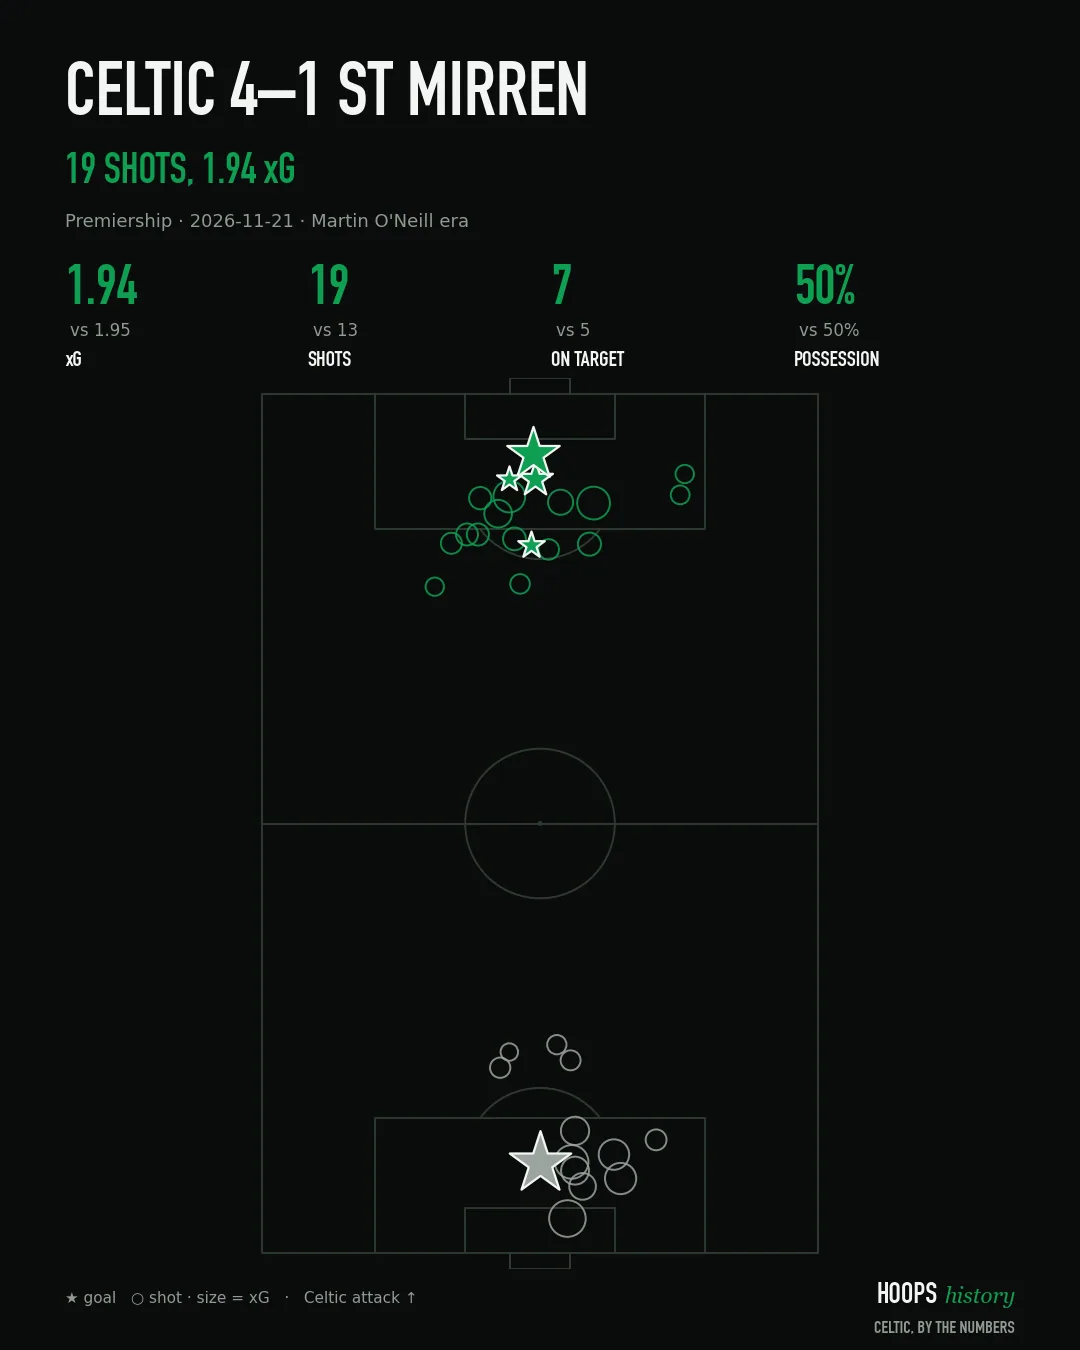 CELTIC 4–1 ST MIRREN
19 SHOTS, 1.94 xG
Premiership · 2026-11-21 · Martin O'Neill era
1.94 19 7 50%
vs 1.95 vs 13 vs 5 vs 50%
xG SHOTS ON TARGET POSSESSION
★ goal ○ shot · size = xG · Celtic attack ↑
HOOPS history
CELTIC, BY THE NUMBERS